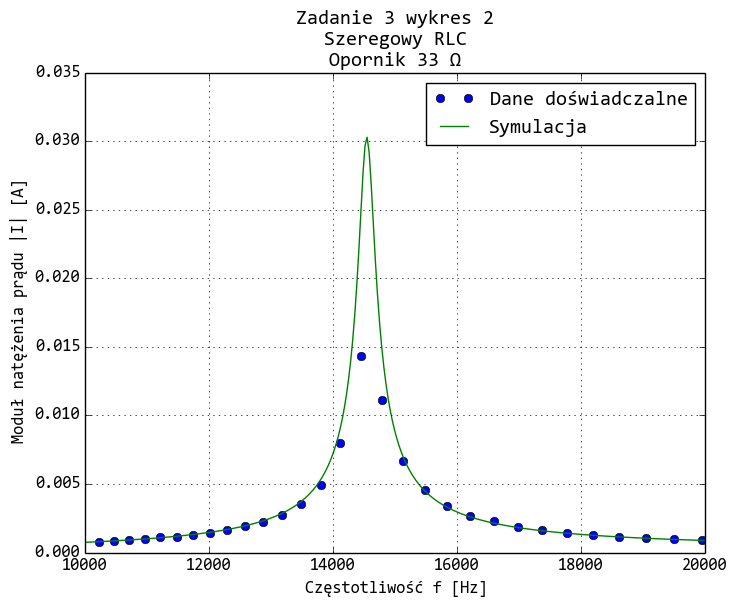 Zadanie 3 wykres 2
Szeregowy RLC
Opornik 33 Ω
Dane doświadczalne
Symulacja
Moduł natężenia prądu |I| [A]
0.035
0.030
0.025
0.020
0.015
0.010
0.005
0.000
10000 12000 14000 16000 18000 20000
Częstotliwość f [Hz]